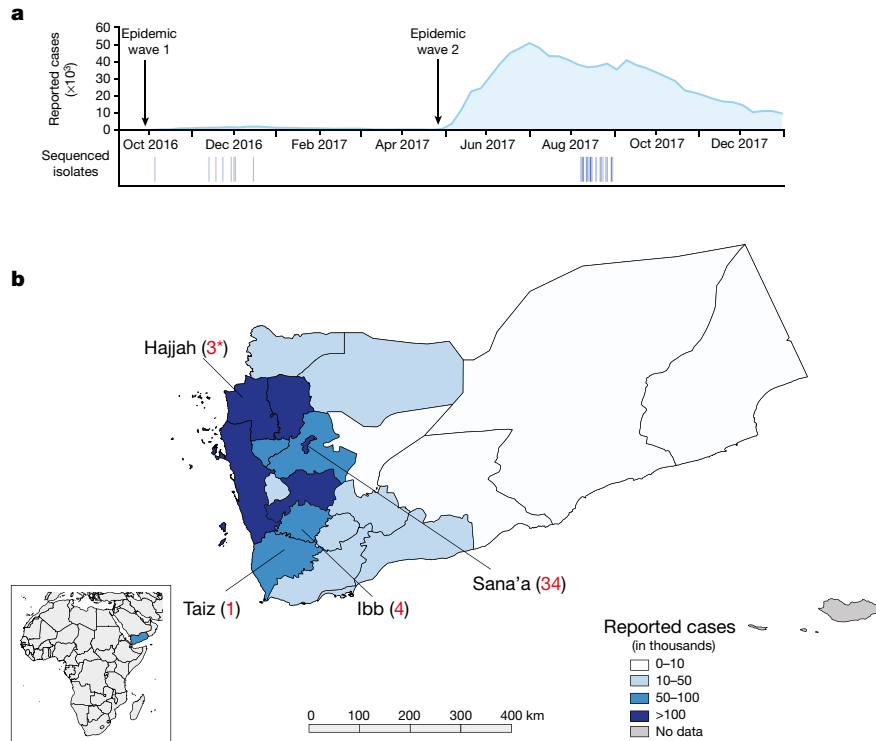 a
Reported cases
(×10³)
60
50
40
30
20
10
0
Epidemic
wave 1
Epidemic
wave 2
Oct 2016 Dec 2016 Feb 2017 Apr 2017 Jun 2017 Aug 2017 Oct 2017 Dec 2017
Sequenced
isolates
b
Hajjah (3*)
Sana’a (34)
Taiz (1)
Ibb (4)
Reported cases
(in thousands)
0–10
10–50
50–100
>100
No data
0 100 200 300 400 km